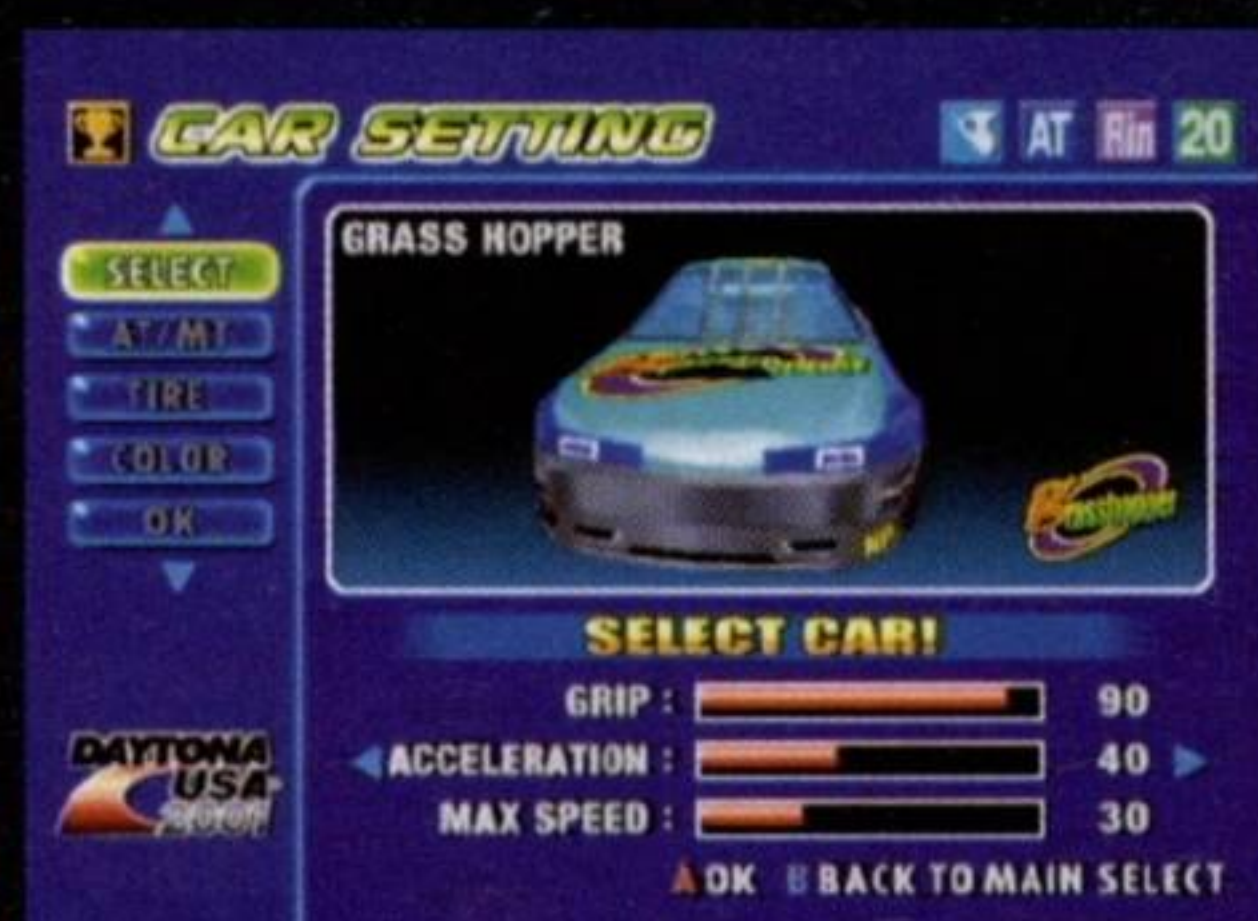 CAR SETTING
AT Rin 20
SELECT
AT/MT
TIRE
COLOR
OK
GRASS HOPPER
Grasshopper
SELECT CAR!
GRIP : 90
ACCELERATION : 40
MAX SPEED : 30
DAYTONA
USA
2001
A OK B BACK TO MAIN SELECT